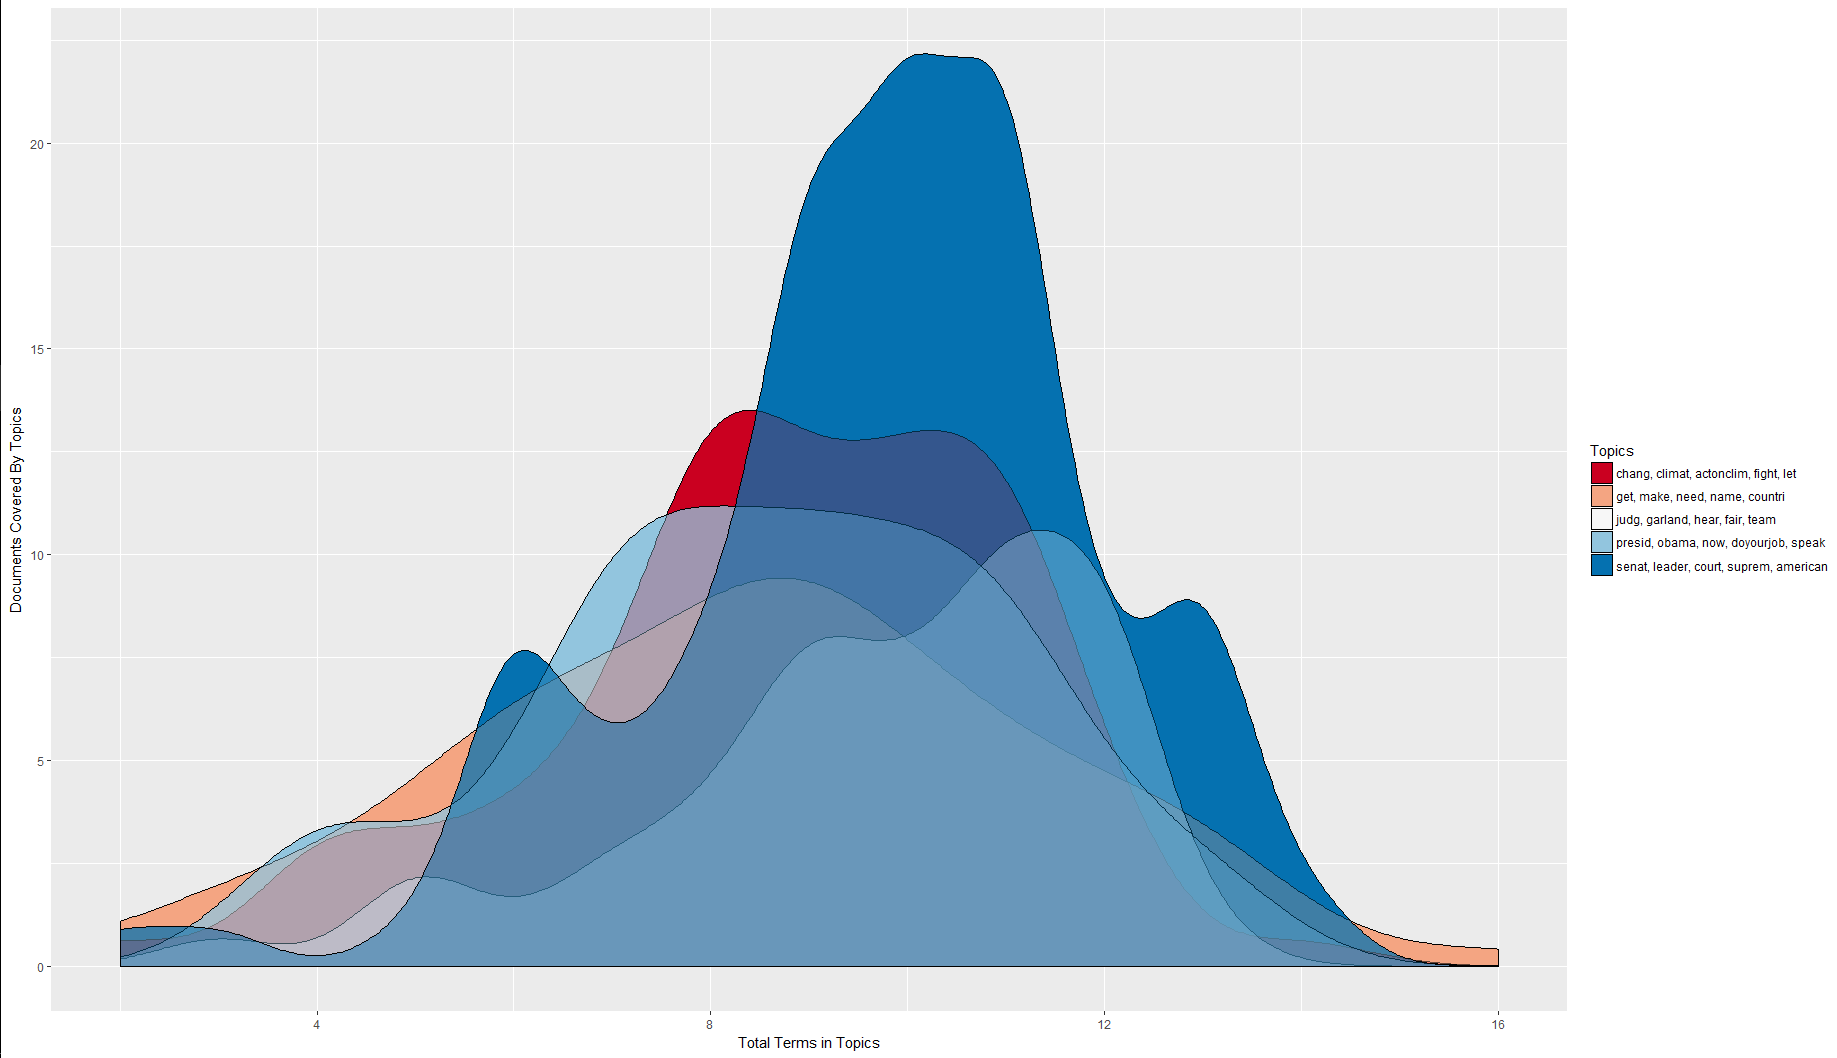 Documents Covered By Topics
20
15
10
5
0
4
8
12
16
Total Terms in Topics
Topics
chang, climat, actonclim, fight, let
get, make, need, name, countri
judg, garland, hear, fair, team
presid, obama, now, doyourjob, speak
senat, leader, court, suprem, american